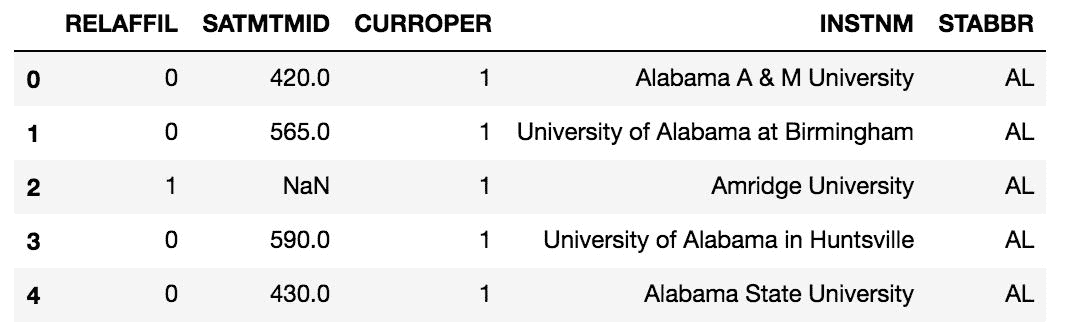 RELAFFIL SATMTMID CURROPER INSTNM STABBR
0 0 420.0 1 Alabama A & M University AL
1 0 565.0 1 University of Alabama at Birmingham AL
2 1 NaN 1 Amridge University AL
3 0 590.0 1 University of Alabama in Huntsville AL
4 0 430.0 1 Alabama State University AL